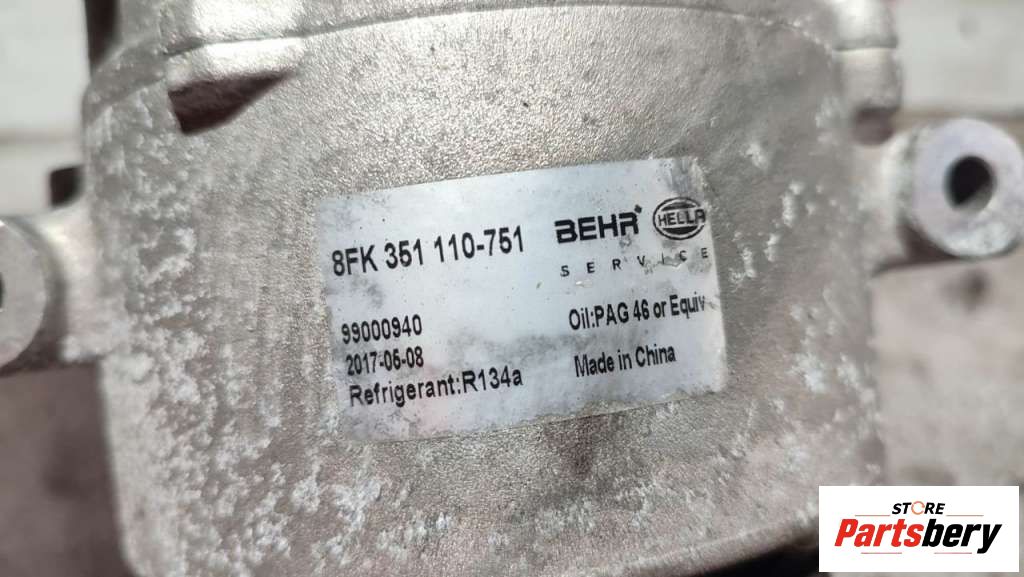 8FK 351 110-751
BEHR HELLA
SERVICE
99000940
2017-06-08
Refrigerant:R134a
Oil:PAG 46 or Equiv
Made in China
STORE
Partsbery